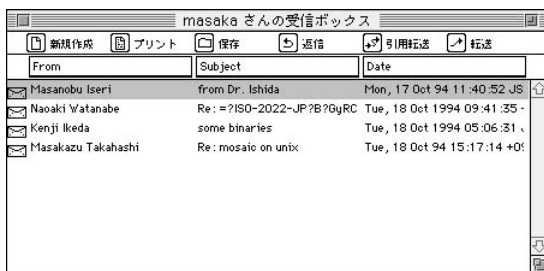 masaka さんの受信ボックス
新規作成 プリント 保存 返信 引用転送 転送
From Subject Date
Masanobu Iseri from Dr. Ishida Mon, 17 Oct 94 11:40:52 JS
Naoaki Watanabe Re: =?ISO-2022-JP?B?GyRC Tue, 18 Oct 1994 09:41:35 -
Kenji Ikeda some binaries Tue, 18 Oct 1994 05:06:31
Masakazu Takahashi Re: mosaic on unix Tue, 18 Oct 94 15:17:14 +09